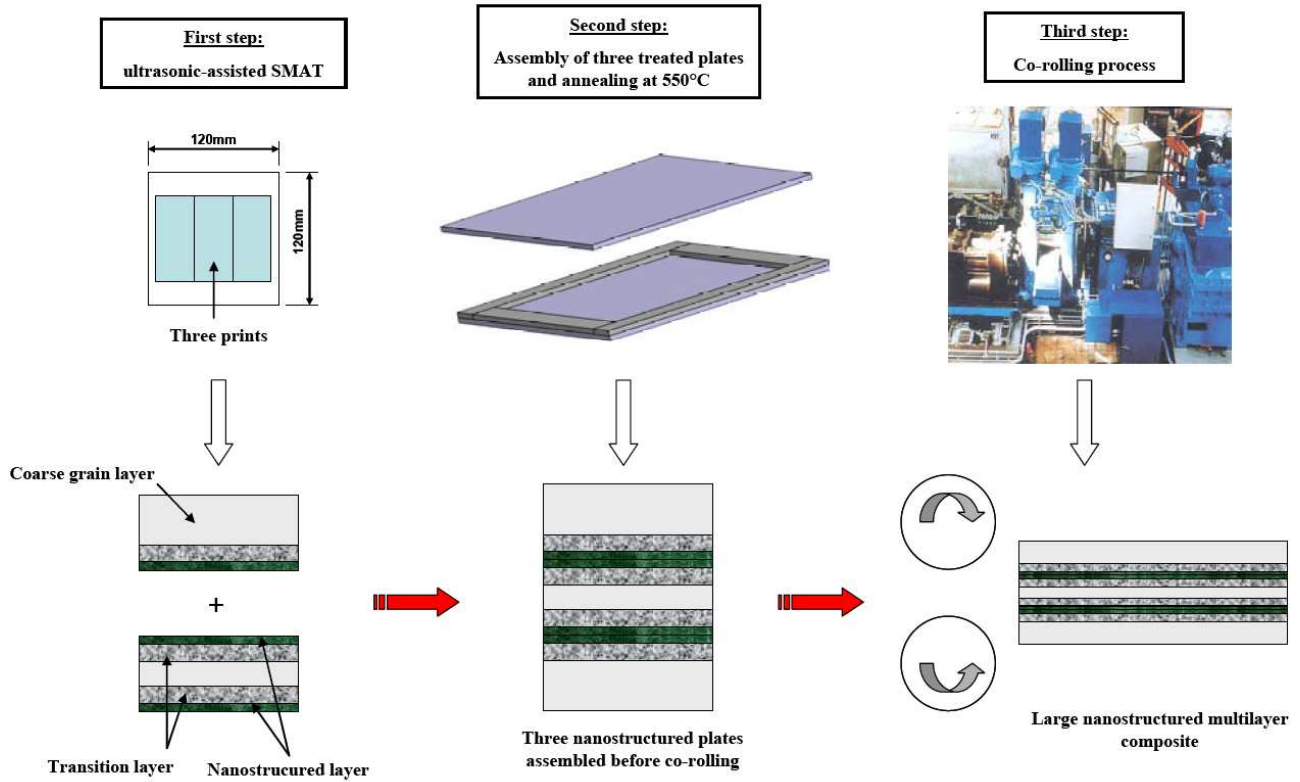 First step:
ultrasonic-assisted SMAT
Second step:
Assembly of three treated plates
and annealing at 550°C
Third step:
Co-rolling process
120mm
120mm
Three prints
Coarse grain layer
+
Transition layer
Nanostrucured layer
Three nanostructured plates
assembled before co-rolling
Large nanostructured multilayer
composite